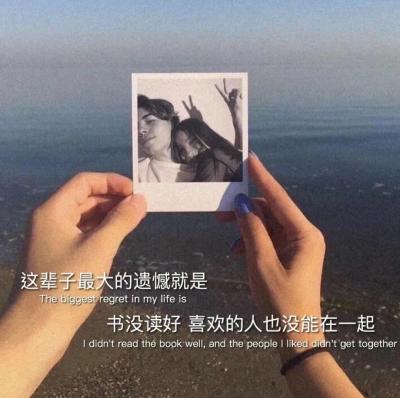 这辈子最大的遗憾就是
The biggest regret in my life is
书没读好 喜欢的人也没能在一起
I didn't read the book well, and the people I liked didn't get together